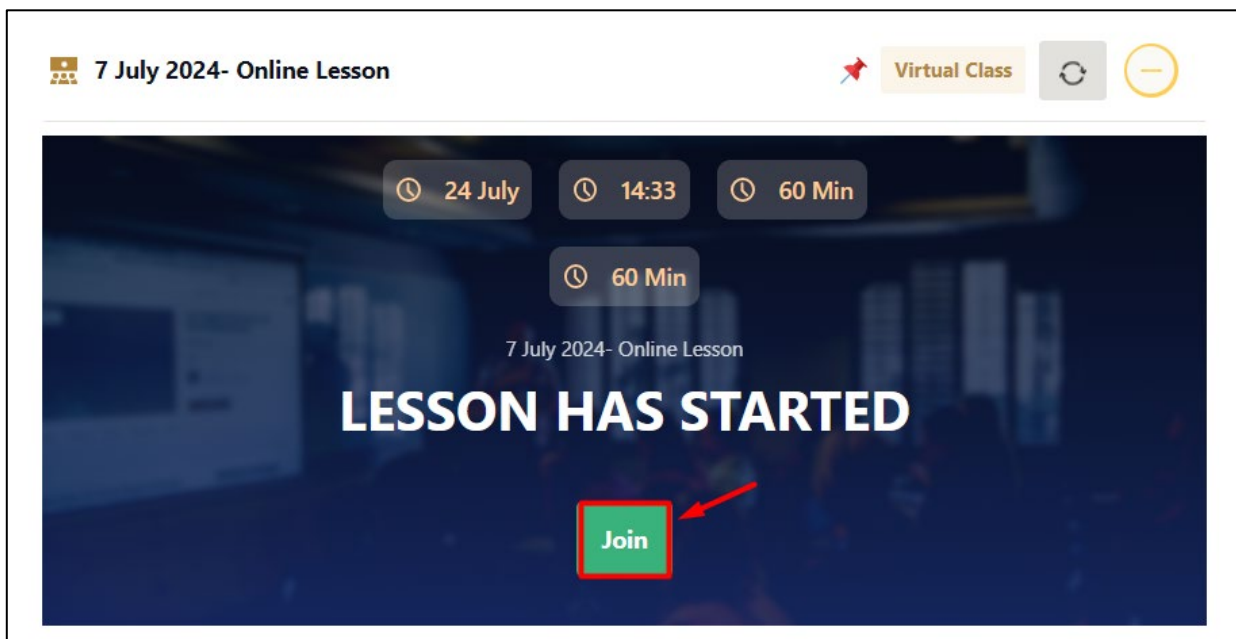 7 July 2024- Online Lesson Virtual Class
24 July 14:33 60 Min
60 Min
7 July 2024- Online Lesson
LESSON HAS STARTED
Join